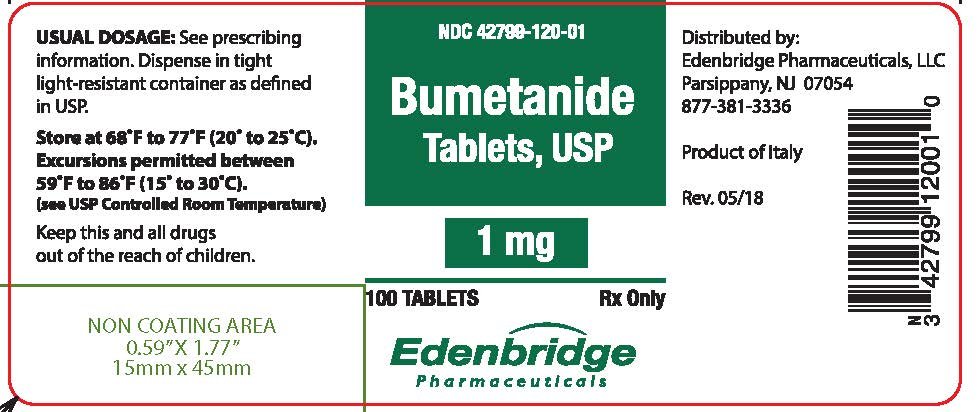 USUAL DOSAGE: See prescribing
information. Dispense in tight
light-resistant container as defined
in USP.
Store at 68˚F to 77˚F (20˚ to 25˚C).
Excursions permitted between
59˚F to 86˚F (15˚ to 30˚C).
(see USP Controlled Room Temperature)
Keep this and all drugs
out of the reach of children.
NON COATING AREA
0.59” X 1.77”
15mm x 45mm
NDC 42799-120-01
Bumetanide
Tablets, USP
1 mg
100 TABLETS Rx Only
Edenbridge
Pharmaceuticals
Distributed by:
Edenbridge Pharmaceuticals, LLC
Parsippany, NJ 07054
877-381-3336
Product of Italy
Rev. 05/18
N
3 42799 12001 0